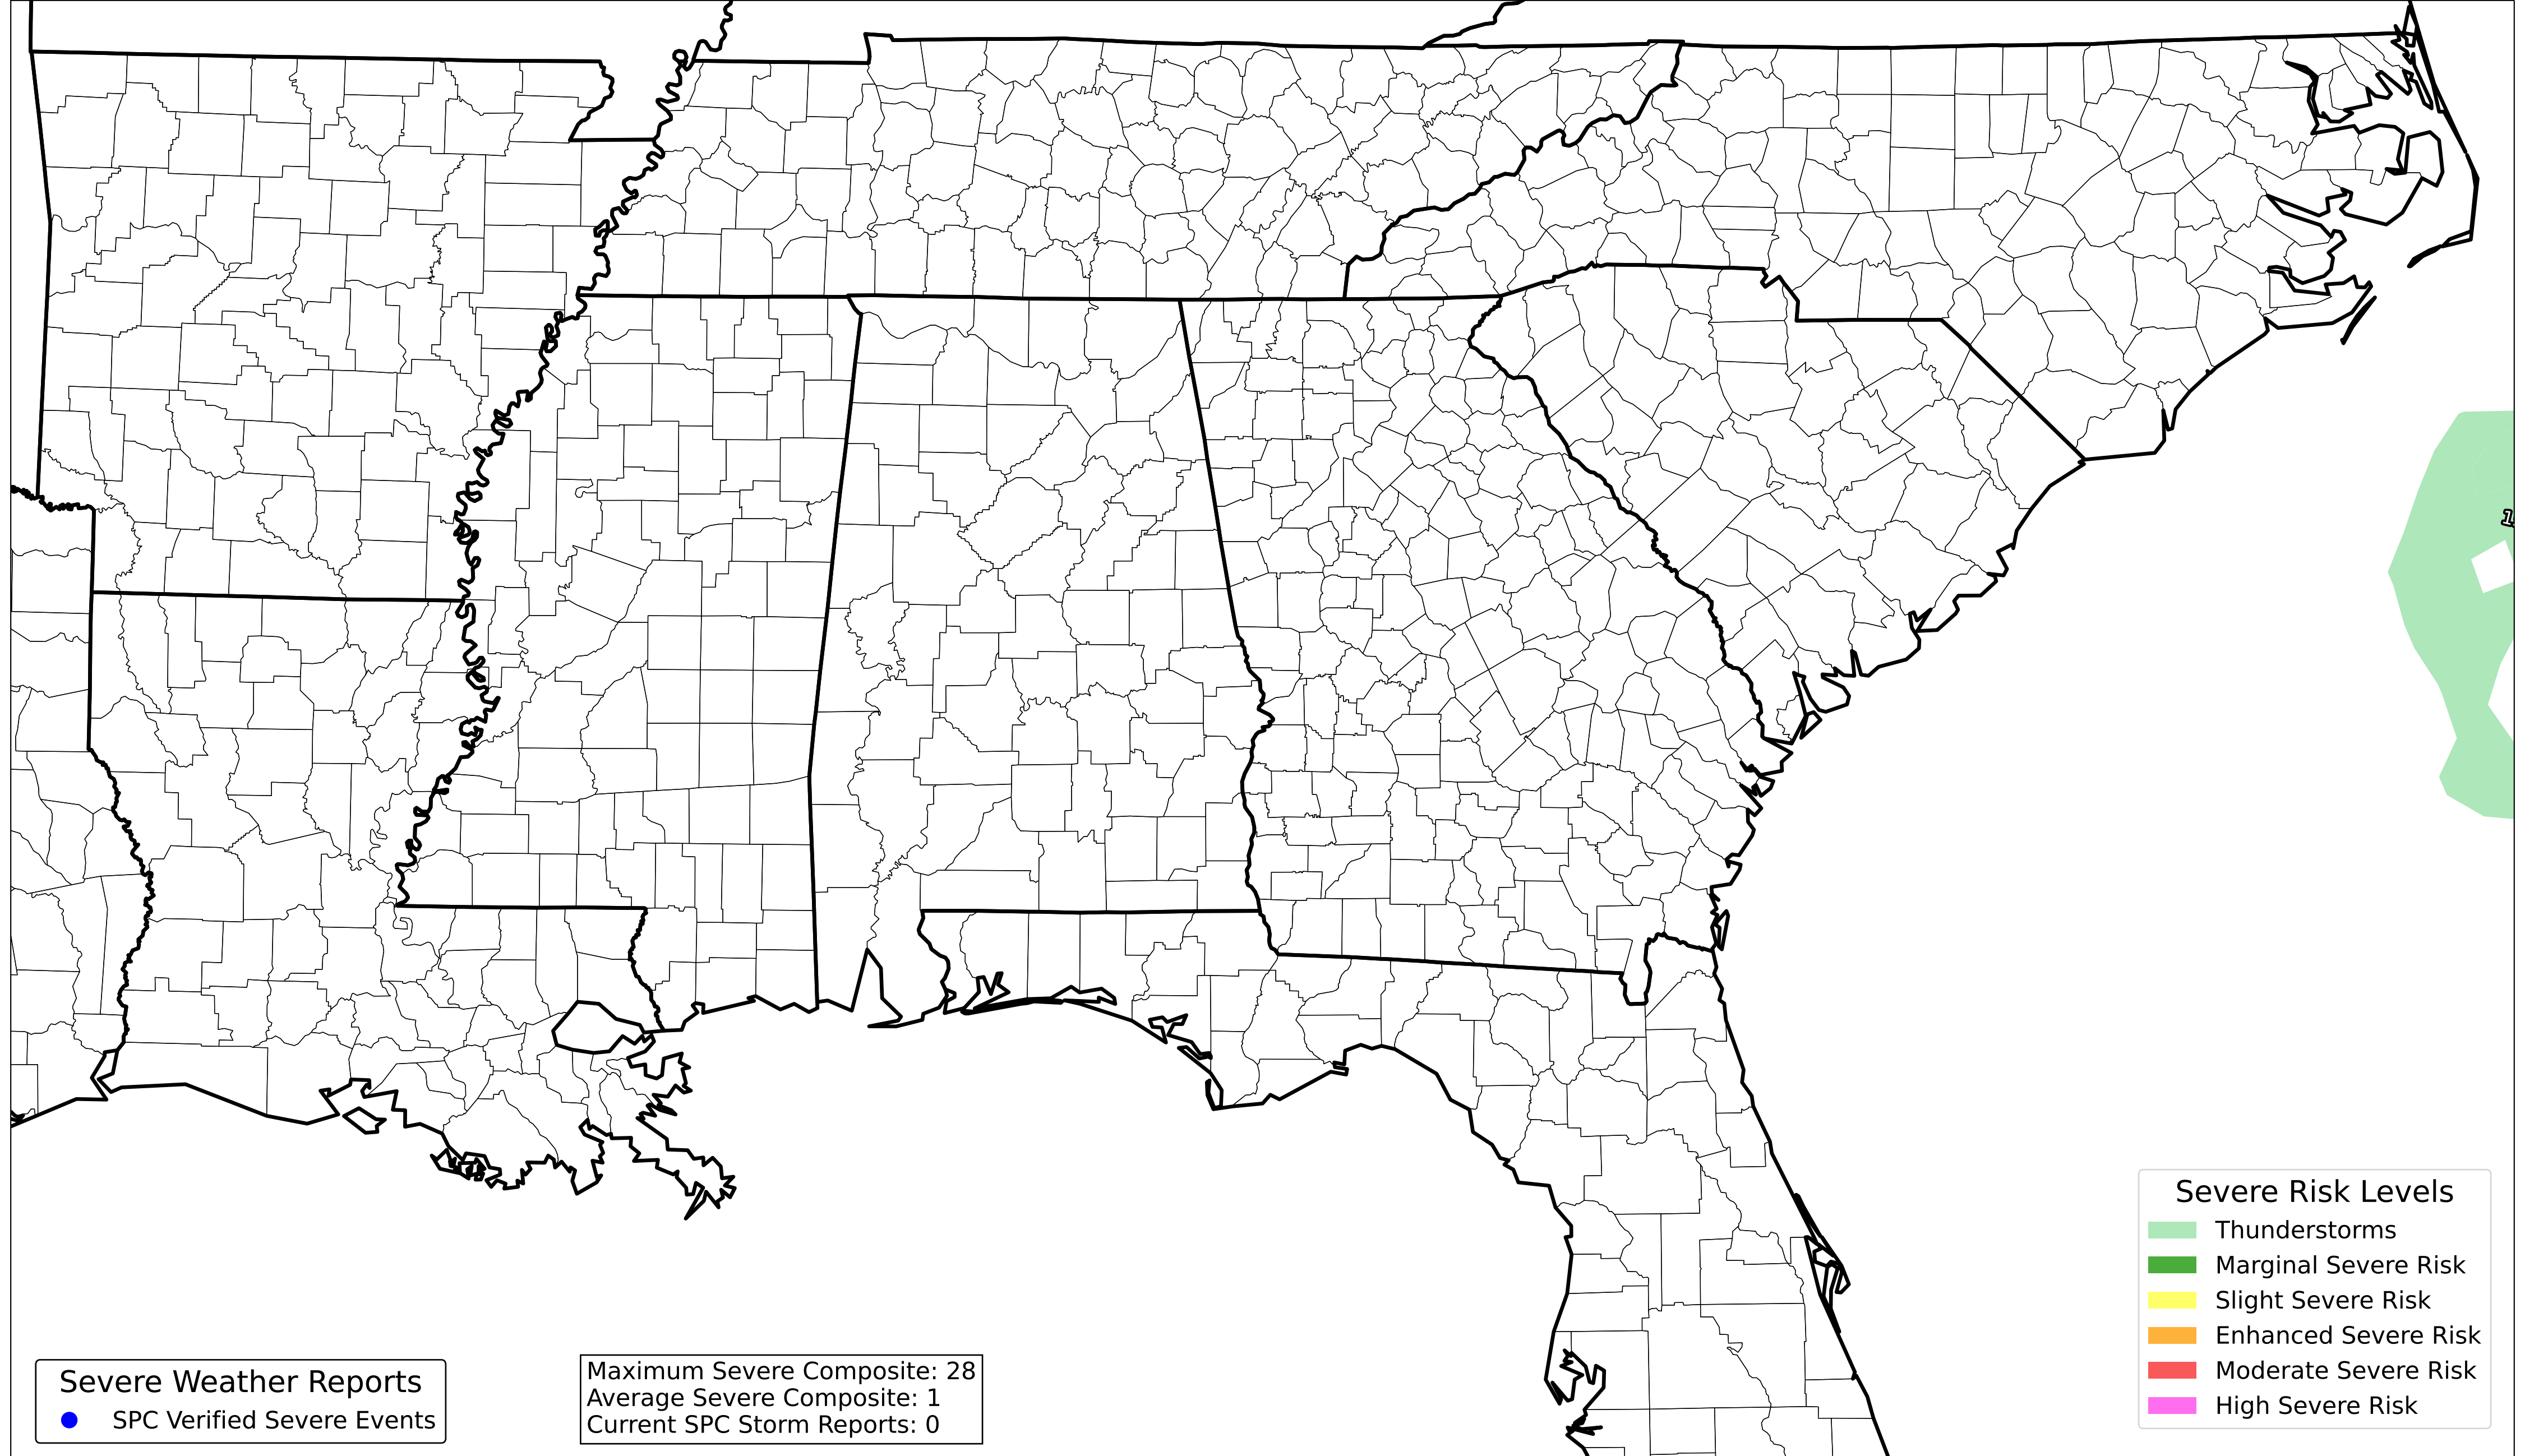 Severe Risk Levels
Thunderstorms
Marginal Severe Risk
Slight Severe Risk
Enhanced Severe Risk
Moderate Severe Risk
High Severe Risk
Maximum Severe Composite: 28
Average Severe Composite: 1
Current SPC Storm Reports: 0
Severe Weather Reports
SPC Verified Severe Events